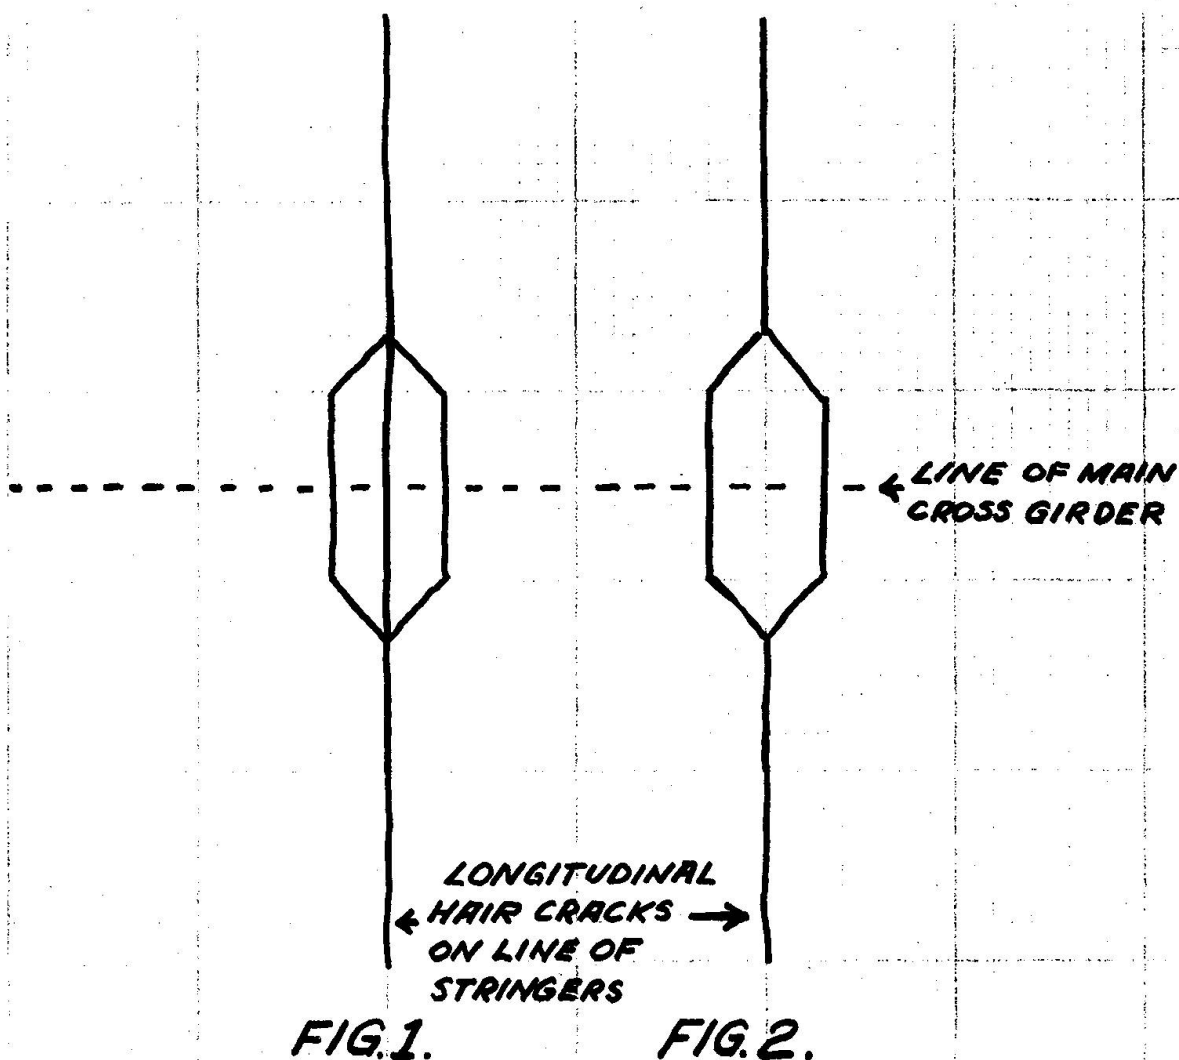 LINE OF MAIN
CROSS GIRDER
LONGITUDINAL
HAIR CRACKS
ON LINE OF
STRINGERS
FIG.1.
FIG.2.